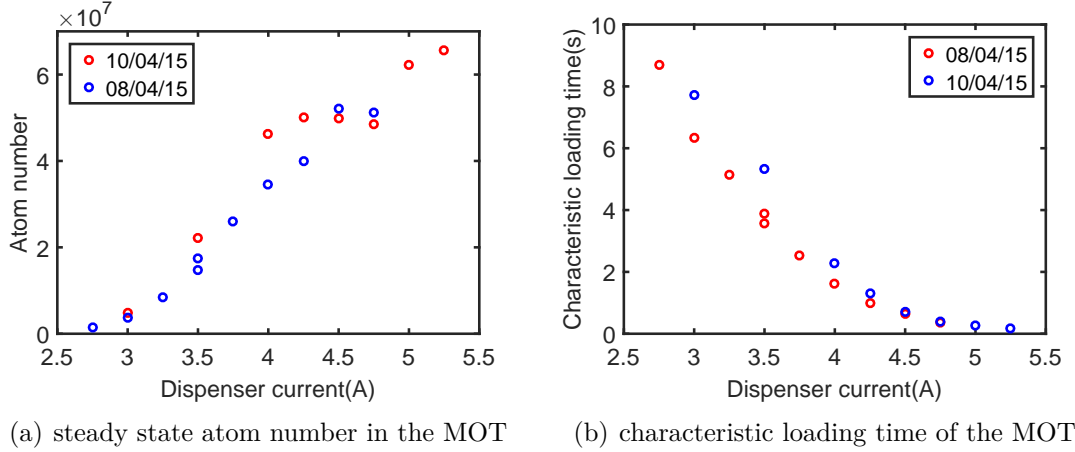 ×10⁷
6
4
2
0
Atom number
10/04/15
08/04/15
2.5 3 3.5 4 4.5 5 5.5
Dispenser current(A)
(a) steady state atom number in the MOT
10
8
6
4
2
0
Characteristic loading time(s)
08/04/15
10/04/15
2.5 3 3.5 4 4.5 5 5.5
Dispenser current(A)
(b) characteristic loading time of the MOT